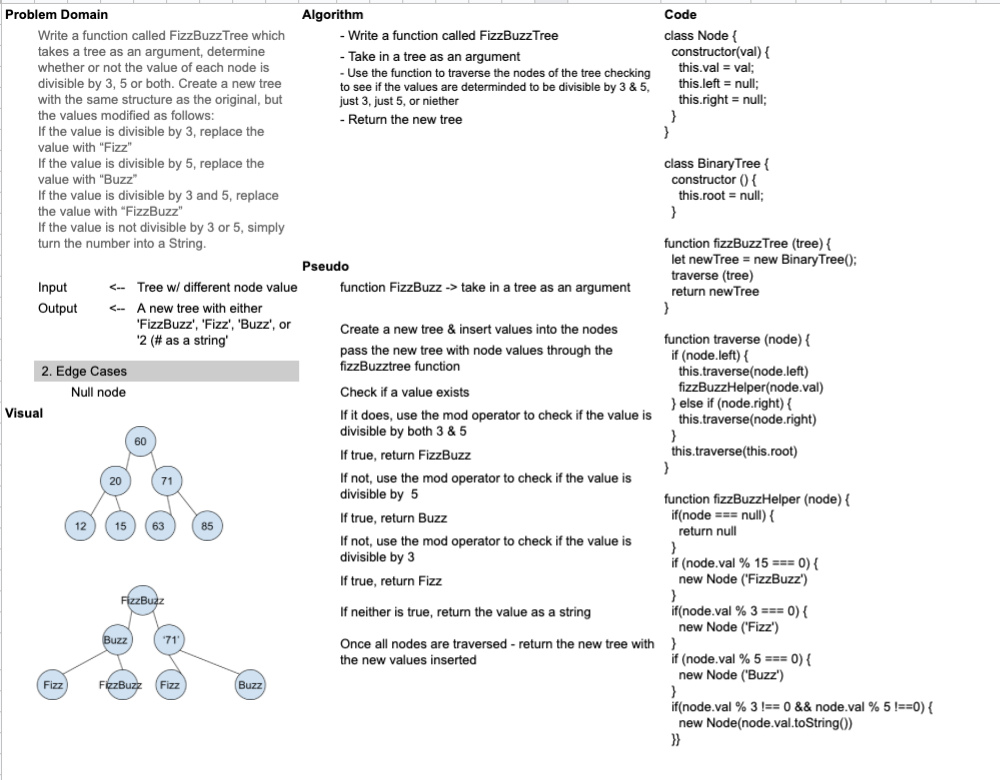 Problem Domain
Write a function called FizzBuzzTree which
takes a tree as an argument, determine
whether or not the value of each node is
divisible by 3, 5 or both. Create a new tree
with the same structure as the original, but
the values modified as follows:
If the value is divisible by 3, replace the
value with “Fizz”
If the value is divisible by 5, replace the
value with “Buzz”
If the value is divisible by 3 and 5, replace
the value with “FizzBuzz”
If the value is not divisible by 3 or 5, simply
turn the number into a String.
Input <-- Tree w/ different node value
Output <-- A new tree with either
'FizzBuzz', 'Fizz', 'Buzz', or
'2 (# as a string'
2. Edge Cases
Null node
Visual
60
20 71
12 15 63 85
FizzBuzz
Buzz '71'
Fizz FizzBuzz Fizz Buzz
Algorithm
- Write a function called FizzBuzzTree
- Take in a tree as an argument
- Use the function to traverse the nodes of the tree checking
to see if the values are determinded to be divisible by 3 & 5,
just 3, just 5, or niether
- Return the new tree
Pseudo
function FizzBuzz -> take in a tree as an argument
Create a new tree & insert values into the nodes
pass the new tree with node values through the
fizzBuzztree function
Check if a value exists
If it does, use the mod operator to check if the value is
divisible by both 3 & 5
If true, return FizzBuzz
If not, use the mod operator to check if the value is
divisible by 5
If true, return Buzz
If not, use the mod operator to check if the value is
divisible by 3
If true, return Fizz
If neither is true, return the value as a string
Once all nodes are traversed - return the new tree with
the new values inserted
Code
class Node {
constructor(val) {
this.val = val;
this.left = null;
this.right = null;
}
}
class BinaryTree {
constructor () {
this.root = null;
}
function fizzBuzzTree (tree) {
let newTree = new BinaryTree();
traverse (tree)
return newTree
}
function traverse (node) {
if (node.left) {
this.traverse(node.left)
fizzBuzzHelper(node.val)
} else if (node.right) {
this.traverse(node.right)
}
this.traverse(this.root)
}
function fizzBuzzHelper (node) {
if(node === null) {
return null
}
if (node.val % 15 === 0) {
new Node ('FizzBuzz')
}
if(node.val % 3 === 0) {
new Node ('Fizz')
}
if (node.val % 5 === 0) {
new Node ('Buzz')
}
if(node.val % 3 !== 0 && node.val % 5 !==0) {
new Node(node.val.toString())
}}